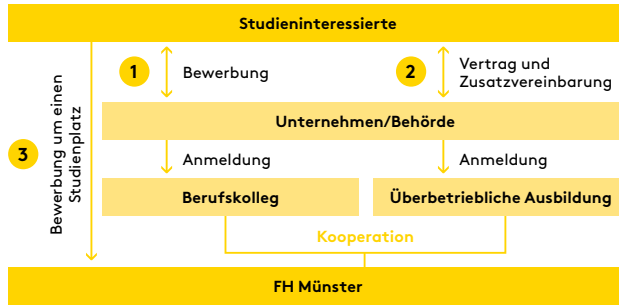 Studieninteressierte
1
Bewerbung
2
Vertrag und
Zusatzvereinbarung
3
Bewerbung um einen
Studienplatz
Unternehmen/Behörde
Anmeldung
Anmeldung
Berufskolleg
Überbetriebliche Ausbildung
Kooperation
FH Münster